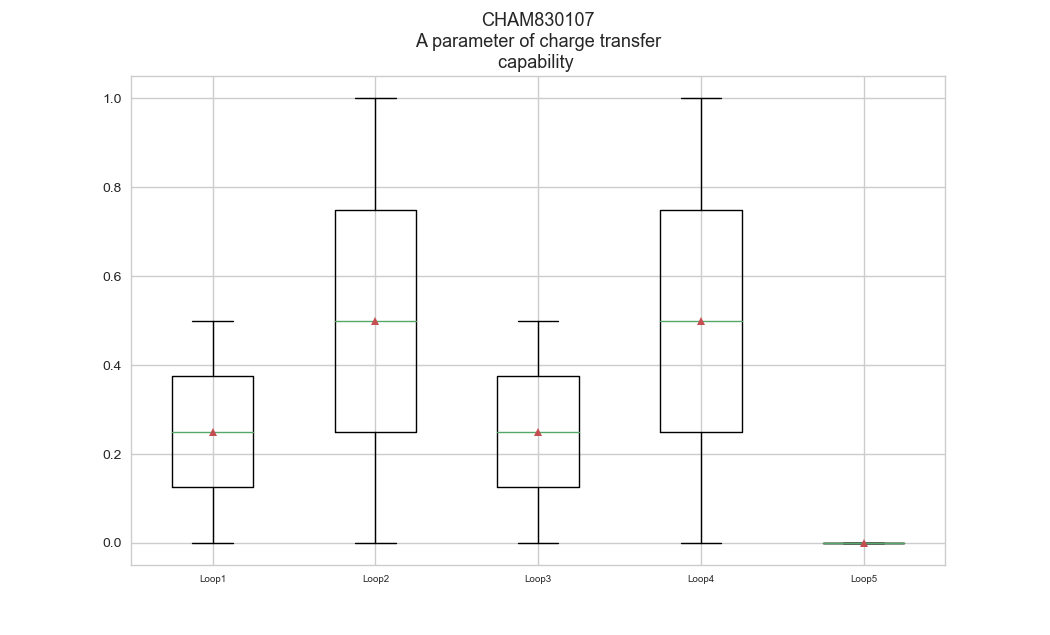 CHAM830107
A parameter of charge transfer
capability
1.0
0.8
0.6
0.4
0.2
0.0
Loop1
Loop2
Loop3
Loop4
Loop5